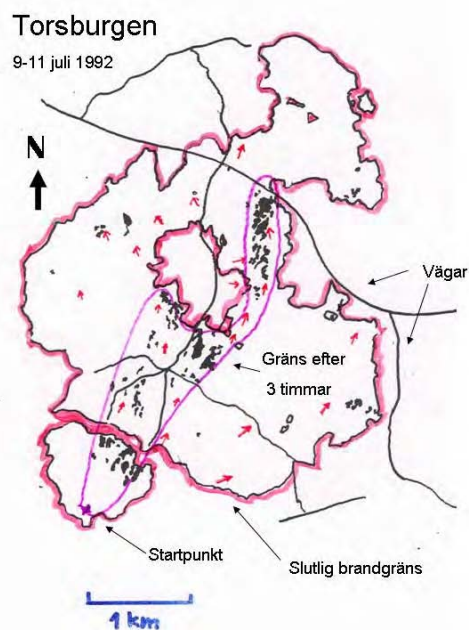 Torsburgen
9-11 juli 1992
N
Vägar
Gräns efter
3 timmar
Startpunkt
Slutlig brandgräns
1 km